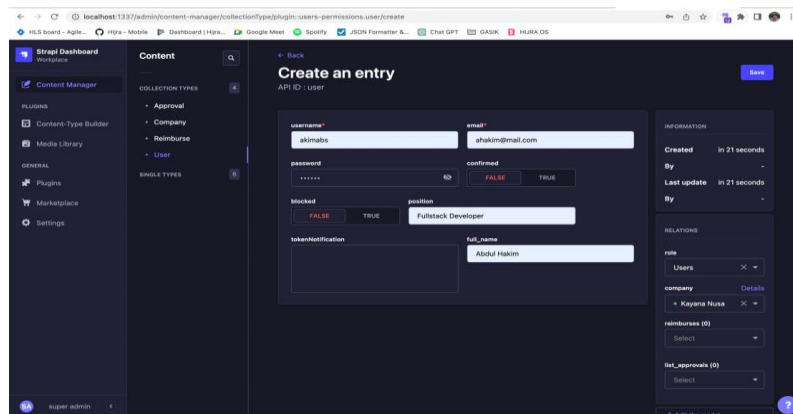 localhost:1337/admin/content-manager/collectionType/plugin::users-permissions.user/create
HLS board - Agile...
Hijra - Mobile
Dashboard | Hijra...
Google Meet
Spotify
JSON Formatter &...
Chat GPT
GASIK
HIJRA OS
Strapi Dashboard
Workplace
Content Manager
PLUGINS
Content-Type Builder
Media Library
GENERAL
Plugins
Marketplace
Settings
SA
super admin
Content
COLLECTION TYPES
4
Approval
Company
Reimburse
User
SINGLE TYPES
0
← Back
Create an entry
API ID : user
Save
username*
akimabs
email*
ahakim@mail.com
password
••••••
confirmed
FALSE TRUE
blocked
FALSE TRUE
position
Fullstack Developer
tokenNotification
full_name
Abdul Hakim
INFORMATION
Created in 21 seconds
By -
Last update in 21 seconds
By -
RELATIONS
role
Users
company Details
Kayana Nusa
reimburses (0)
Select
list_approvals (0)
Select
?